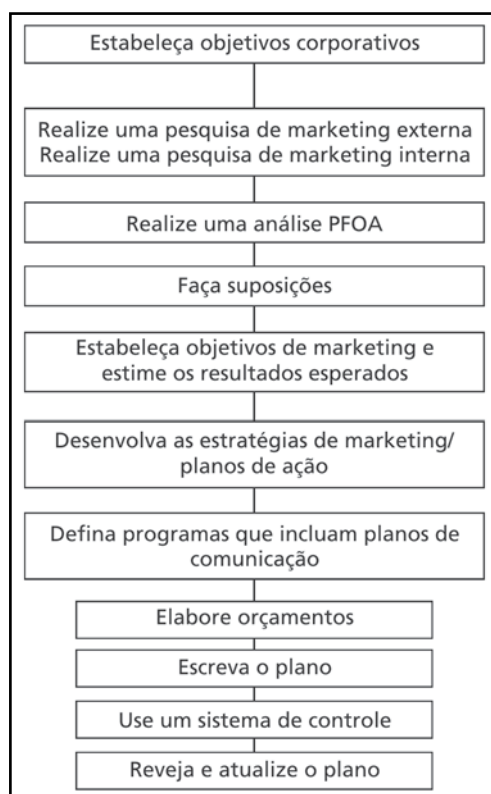 Estabeleça objetivos corporativos
Realize uma pesquisa de marketing externa
Realize uma pesquisa de marketing interna
Realize uma análise PFOA
Faça suposições
Estabeleça objetivos de marketing e
estime os resultados esperados
Desenvolva as estratégias de marketing/
planos de ação
Defina programas que incluam planos de
comunicação
Elabore orçamentos
Escreva o plano
Use um sistema de controle
Reveja e atualize o plano